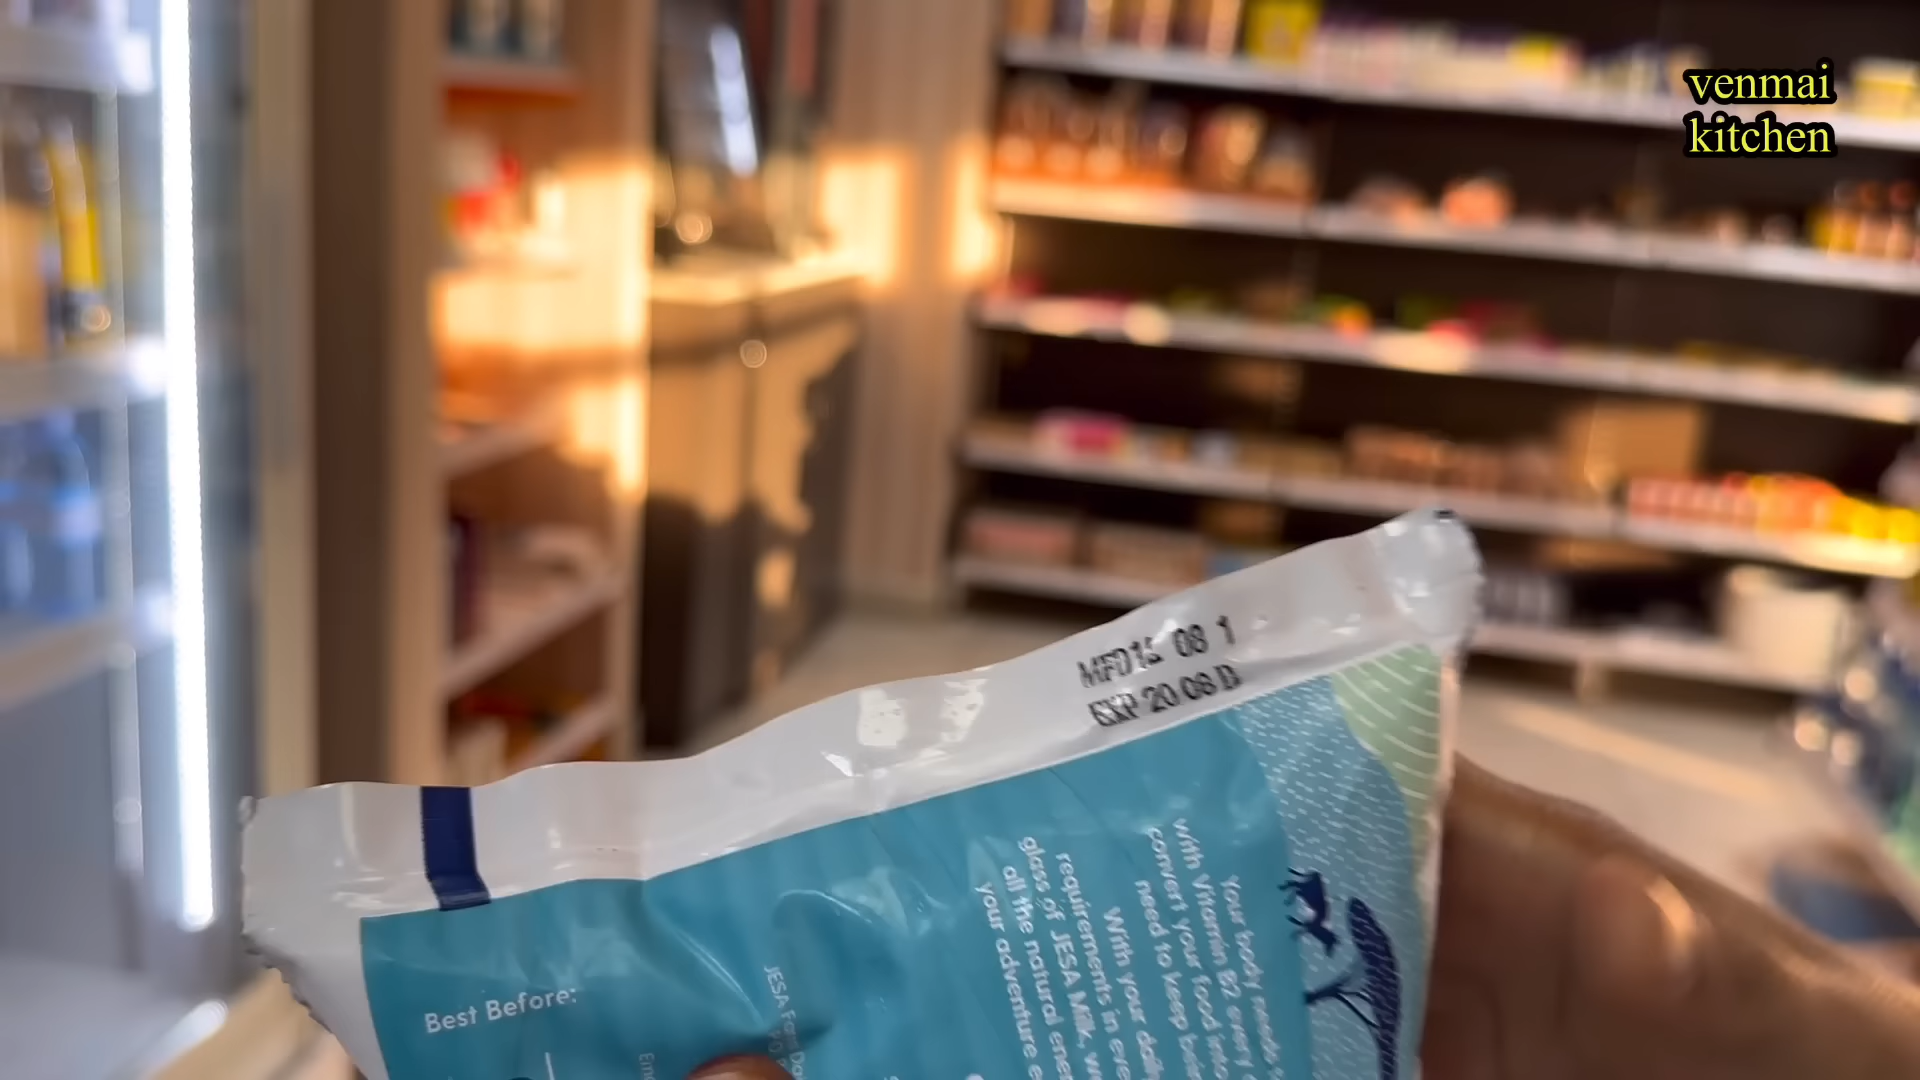 venmai
kitchen
08 1
EXP 20 08 B
Best Before:
Your body needs
with Vitamin B2 every
convert your food into
need to keep
With your daily
requirements in
glass of JESA Milk,
all the natural
your adventure
JESA